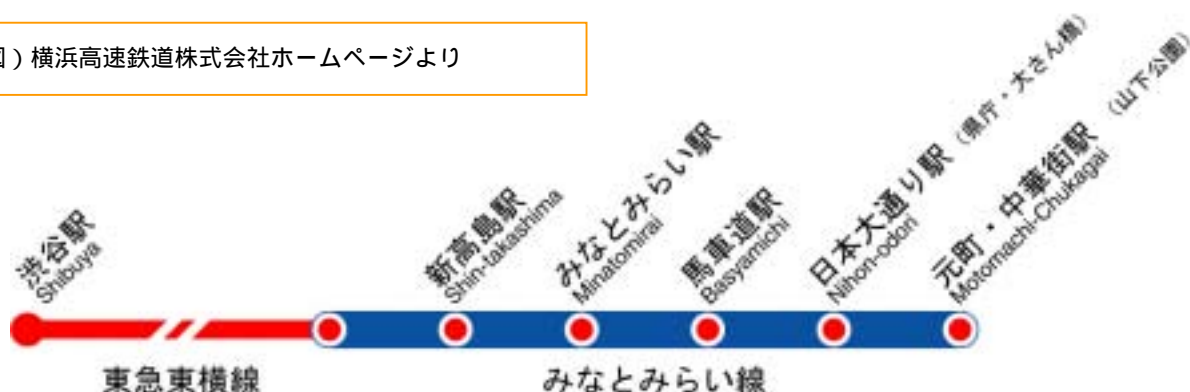 図）横浜高速鉄道株式会社ホームページより
渋谷駅
Shibuya
新高島駅
Shin-takashima
みなとみらい駅
Minatomirai
馬車道駅
Basyamichi
日本大通り駅（県庁・大さん橋）
Nihon-odori
元町・中華街駅（山下公園）
Motomachi-Chukagai
東急東横線
みなとみらい線